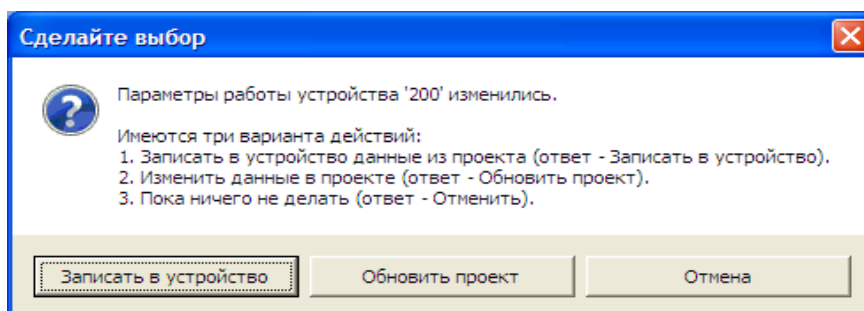 Сделайте выбор
Параметры работы устройства '200' изменились.
Имеются три варианта действий:
1. Записать в устройство данные из проекта (ответ - Записать в устройство).
2. Изменить данные в проекте (ответ - Обновить проект).
3. Пока ничего не делать (ответ - Отменить).
Записать в устройство
Обновить проект
Отмена